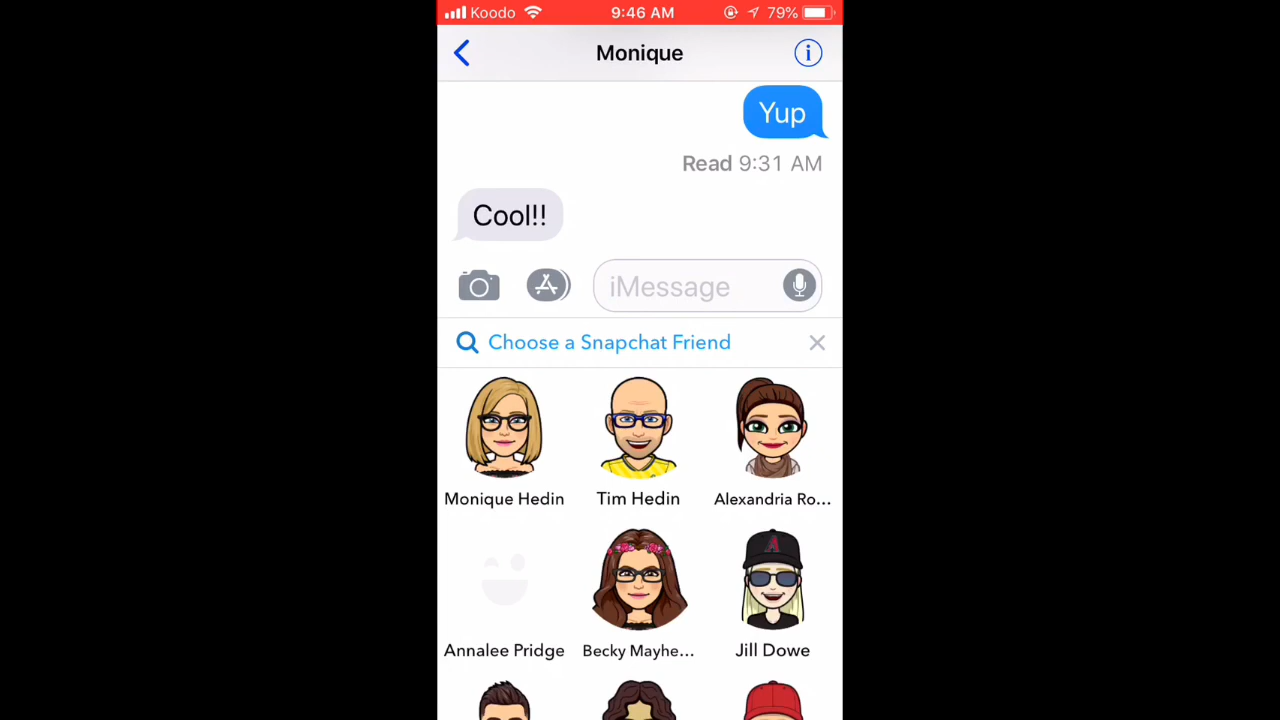 Koodo 9:46 AM 79%
Monique
Yup
Read 9:31 AM
Cool!!
iMessage
Choose a Snapchat Friend
Monique Hedin Tim Hedin Alexandria Ro...
Annalee Pridge Becky Mayhe... Jill Dowe